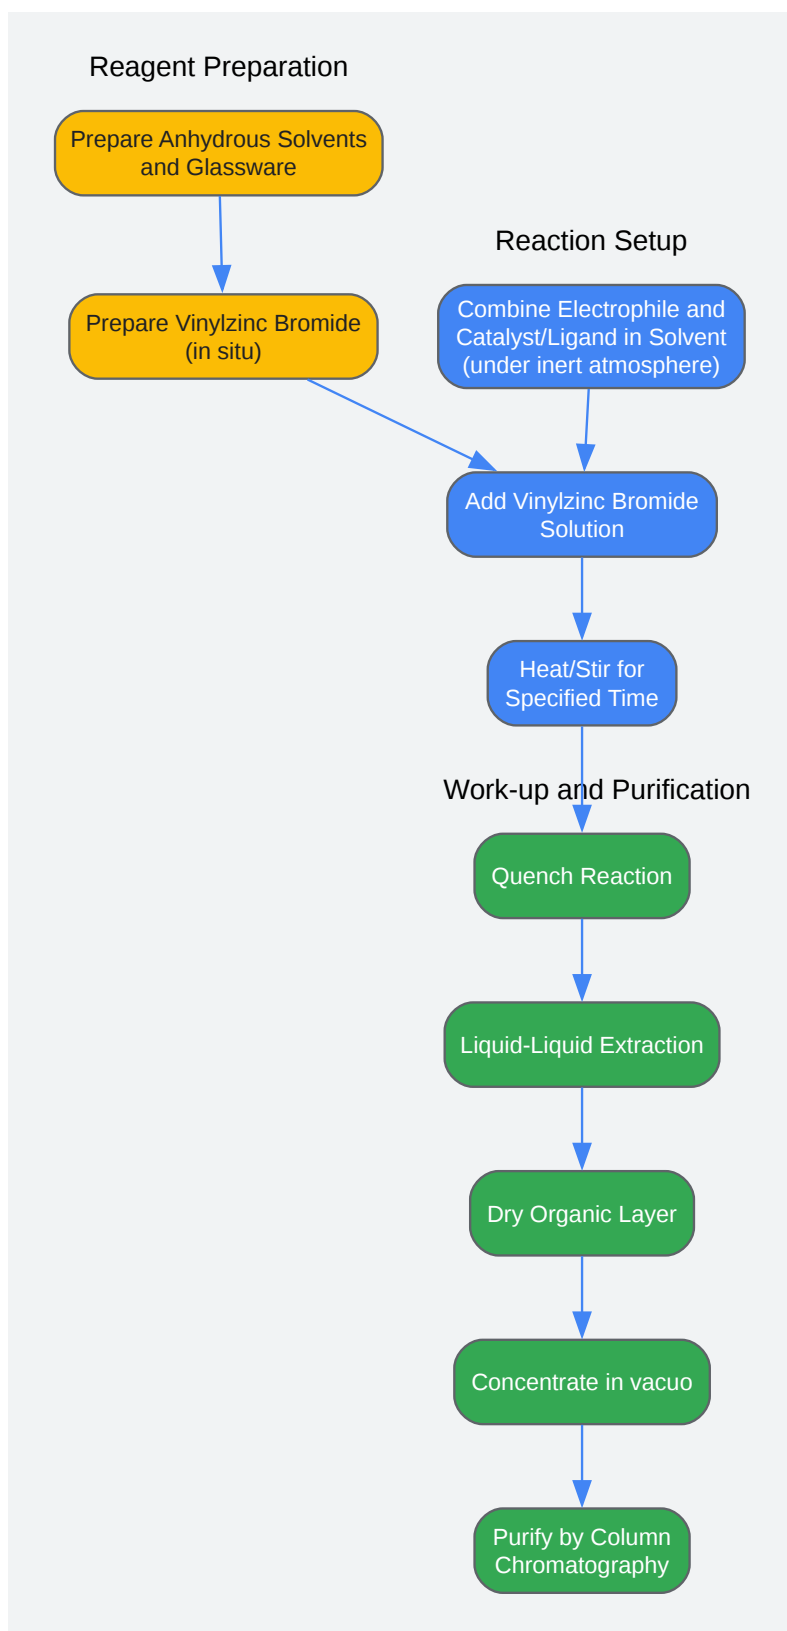 Reagent Preparation
Prepare Anhydrous Solvents
and Glassware
Prepare Vinylzinc Bromide
(in situ)
Reaction Setup
Combine Electrophile and
Catalyst/Ligand in Solvent
(under inert atmosphere)
Add Vinylzinc Bromide
Solution
Heat/Stir for
Specified Time
Work-up and Purification
Quench Reaction
Liquid-Liquid Extraction
Dry Organic Layer
Concentrate in vacuo
Purify by Column
Chromatography